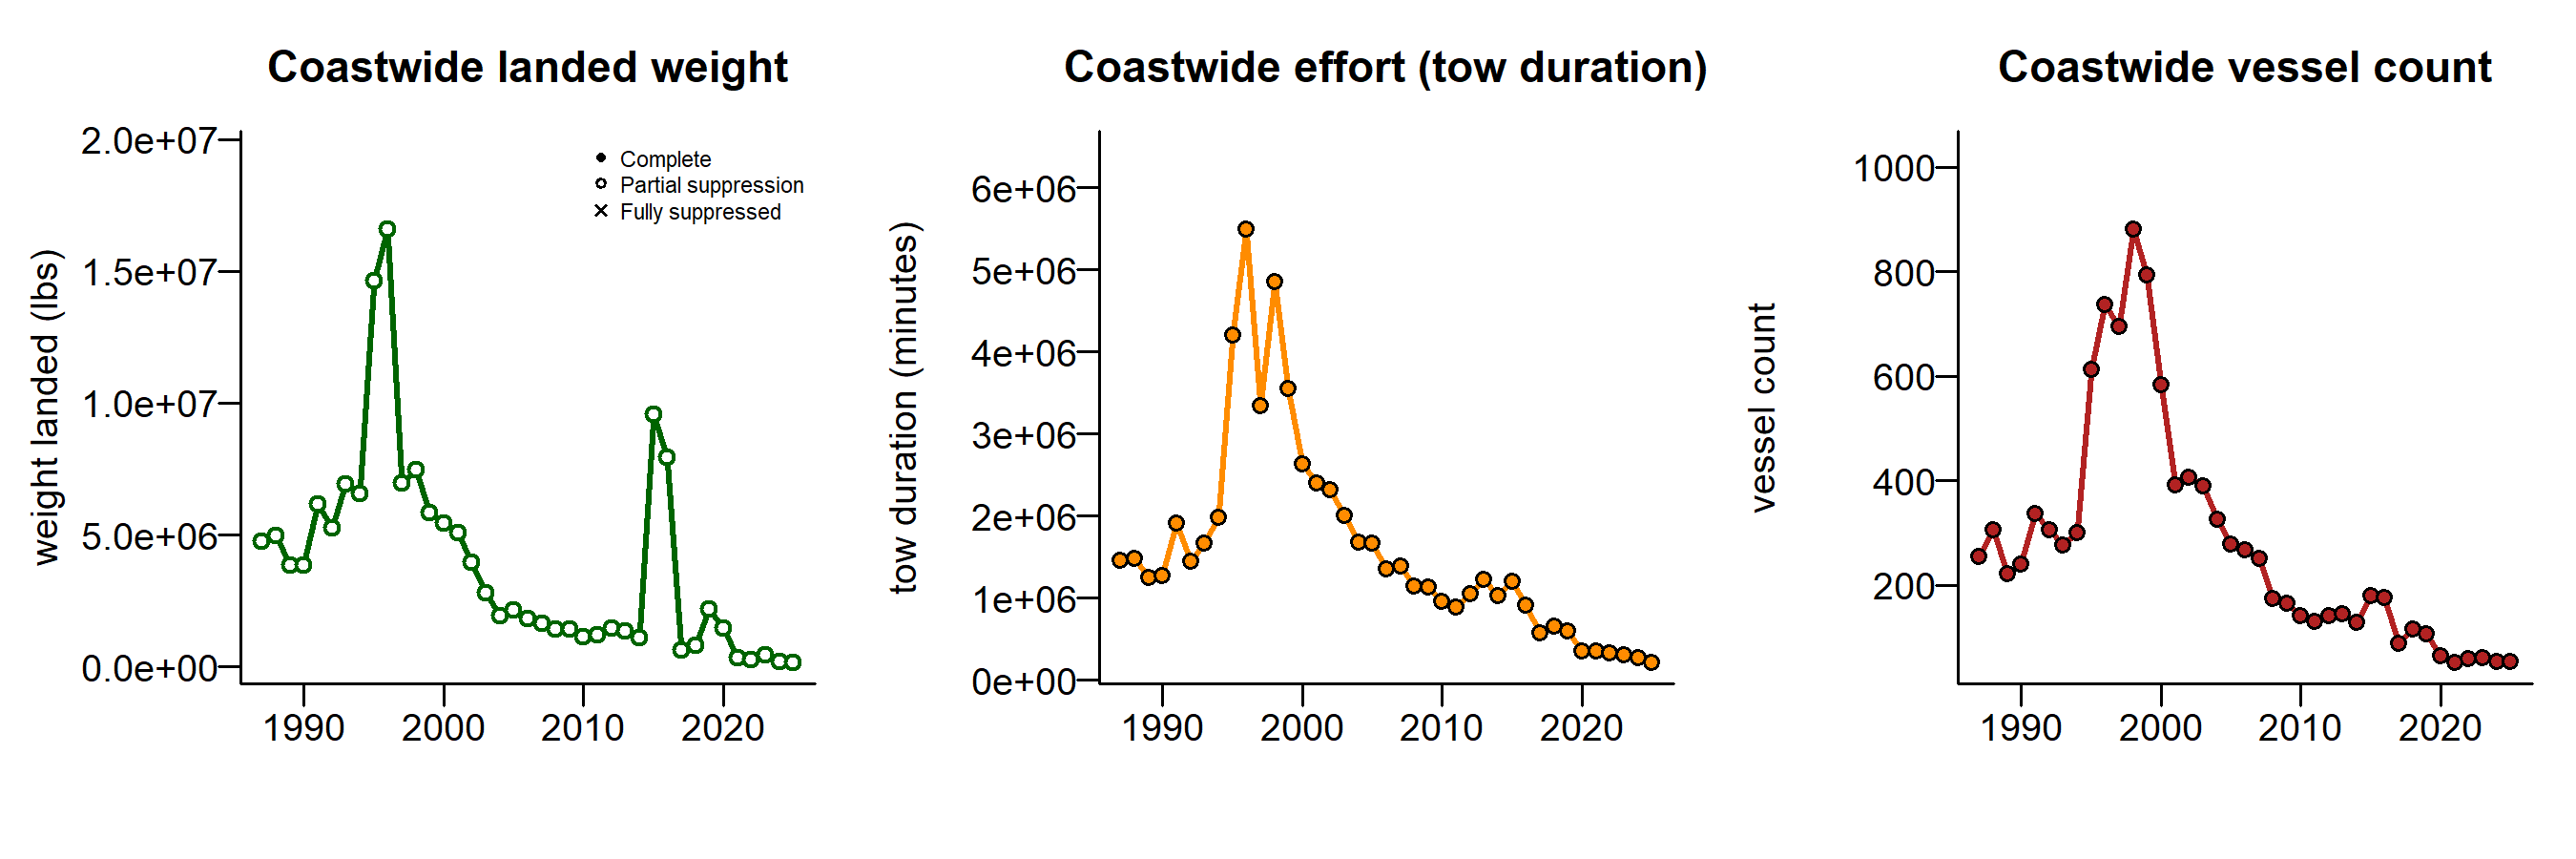 Coastwide landed weight
weight landed (lbs)
2.0e+07
1.5e+07
1.0e+07
5.0e+06
0.0e+00
Complete
Partial suppression
Fully suppressed
1990 2000 2010 2020
Coastwide effort (tow duration)
tow duration (minutes)
6e+06
5e+06
4e+06
3e+06
2e+06
1e+06
0e+00
1990 2000 2010 2020
Coastwide vessel count
vessel count
1000
800
600
400
200
1990 2000 2010 2020